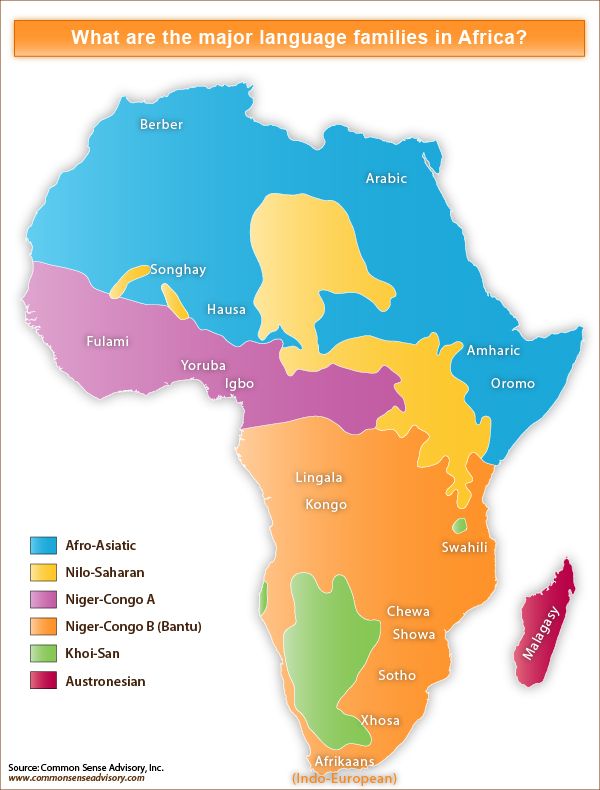 What are the major language families in Africa?
Berber
Arabic
Songhay
Hausa
Fulami
Yoruba
Igbo
Amharic
Oromo
Lingala
Kongo
Swahili
Chewa
Showa
Sotho
Xhosa
Afrikaans
(Indo-European)
Malagasy
Afro-Asiatic
Nilo-Saharan
Niger-Congo A
Niger-Congo B (Bantu)
Khoi-San
Austronesian
Source: Common Sense Advisory, Inc.
www.commonsenseadvisory.com